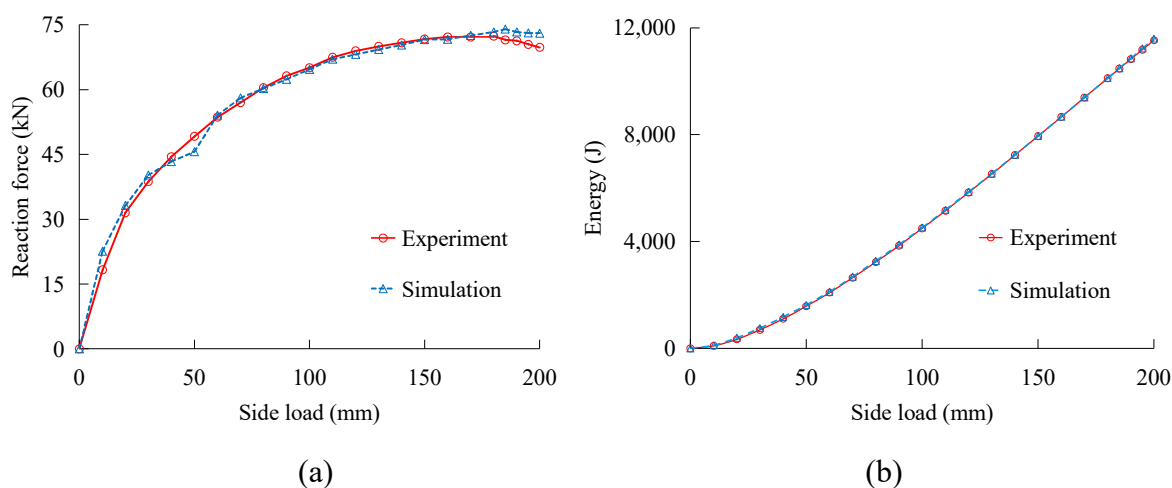 75
60
45
30
15
0
Reaction force (kN)
Experiment
Simulation
0 50 100 150 200
Side load (mm)
(a)
12,000
8,000
4,000
0
Energy (J)
Experiment
Simulation
0 50 100 150 200
Side load (mm)
(b)